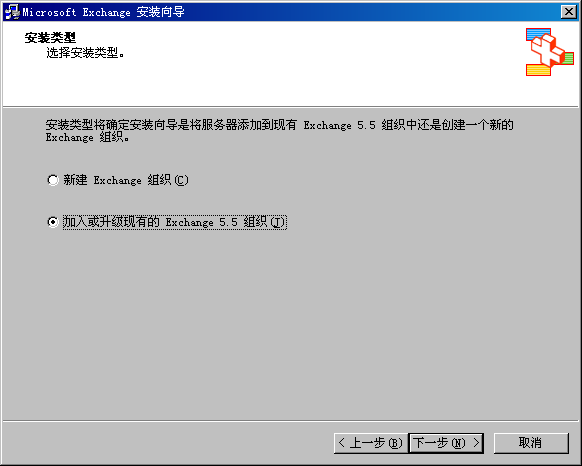 Microsoft Exchange 安装向导
安装类型
选择安装类型。
安装类型将确定安装向导是将服务器添加到现有 Exchange 5.5 组织中还是创建一个新的
Exchange 组织。
新建 Exchange 组织(C)
加入或升级现有的 Exchange 5.5 组织(J)
< 上一步(B) 下一步(N) > 取消